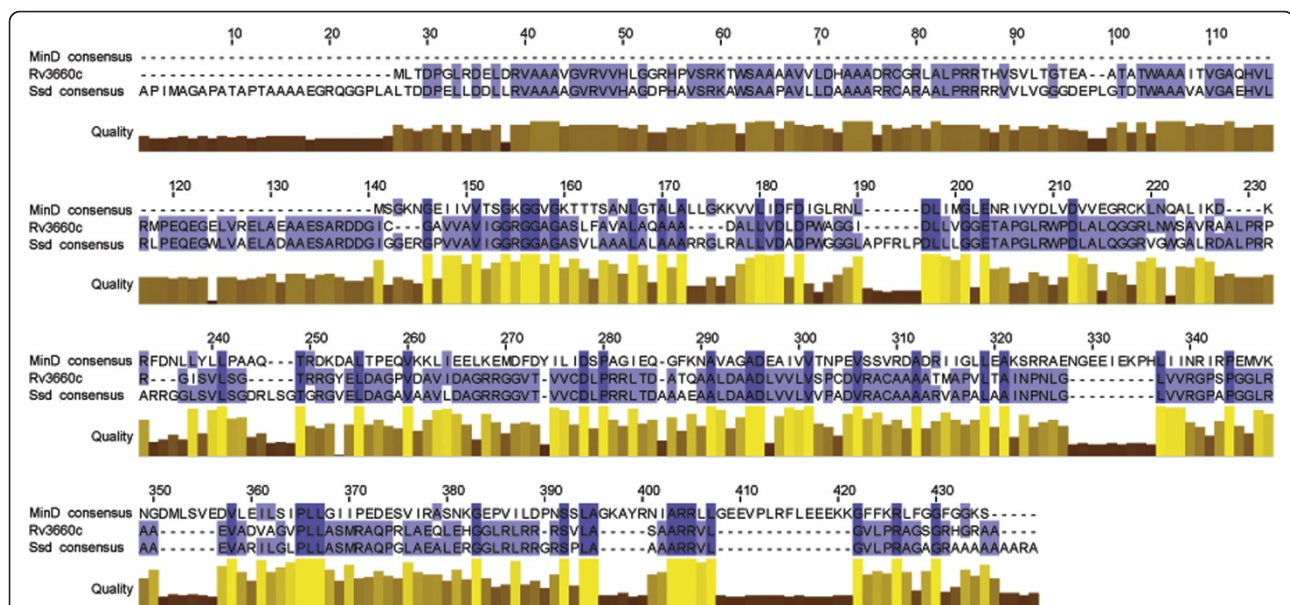 10 20 30 40 50 60 70 80 90 100 110
MinD consensus
Rv3660c - - - - - - - - - - - - - - - - - - - - - - - - - - MLTDPGLRDELDRVAAAVGVRVVHLGGRHPVSRKTWSAAAAVVLDHAAADRCGRLALPRRTHVSVLTGTEA- -ATATWAAAITVGAQHVL
Ssd consensus APIMAGAPATAPTAAAAEGRQGGPLALTDDPELLDDLLRVAAAAGVRVVHAGDPHAVSRKAWSAAPAVLLDAAAARRCARAALPRRRRVVLVGGGDEPLGTDTWAAAVAVGAEHVL
Quality
120 130 140 150 160 170 180 190 200 210 220 230
MinD consensus - - - - - - - - - - - - - - - - - - - - - - - - MSGKNGEIIVVTSGKGGVGKTTTSANLGTALALLGKKVVLIDFDIGLRNL- - - - - -DLIMGLENRIVYDLVDVVEGRCKLNQALIKD- - -K
Rv3660c RMPEQEGELVRELAEAAESARDDGIC- - -GAVVAVIGGRGGAGASLFAVALAQAAA- - -DALLVDLDPWAGGI- - - - - -DLLVGGETAPGLRWPDLALQGGRLNWSAVRAALPRP
Ssd consensus RLPEQEGWLVAELADAAESARDDGIGGERGPVVAVIGGRGGAGASVLAAALALAAARRGLRALLVDADPWGGGLAPFRLPDLLVGGETAPGLRWPDLALQGGRVGWGALRDALPRR
Quality
240 250 260 270 280 290 300 310 320 330 340
MinD consensus RFDNLLYLLPAAQ- - -TRDKDALTPEQVKKLIEELKEMDFDYILIDSPAGIEQ-GFKNAVAGADEAIVVTNPEVSSVRDADRIIGLLEAKSRRAENGEEIEKPHLIINRIRPEMVK
Rv3660c R- - -GISVLSG- - - - -TRRGYELDAGPVDAVIDAGRRGGVT-VVCDLPRRLTD-ATQAALDAADLVVLVSPCDVRACAAAATMAPVLTAINPNLG- - - - - - - - -LVVRGPSPGGLR
Ssd consensus ARRGGLSVLSGDRLSGTGRGVELDAGAVAAVLDAGRRGGVT-VVCDLPRRLTDAAAEAALDAADLVVLVVPADVRACAAAARVAPALAAINPNLG- - - - - - - - -LVVRGPAPGGLR
Quality
350 360 370 380 390 400 410 420 430
MinD consensus NGDMLSVEDVLEILSIPLLGIIPEDESVIRASNKGEPVILDPNSSLAGKAYRNIARRLLGEEVPLRFLEEEKKGFFKRLFGGFGGKS- - - - -
Rv3660c AA- - - - - -EVADVAGVPLLASMRAQPRLAEQLEHGGLRLRR-RSVLA- - - - -SAARRVL- - - - - - - - - - - - - -GVLPRAGSGRHGRAA- - - -
Ssd consensus AA- - - - - -EVARILGLPLLASMRAQPGLAEALERGGLRLRRGRSPLA- - - - -AAARRVL- - - - - - - - - - - - - -GVLPRAGAGRAAAAAAARA
Quality